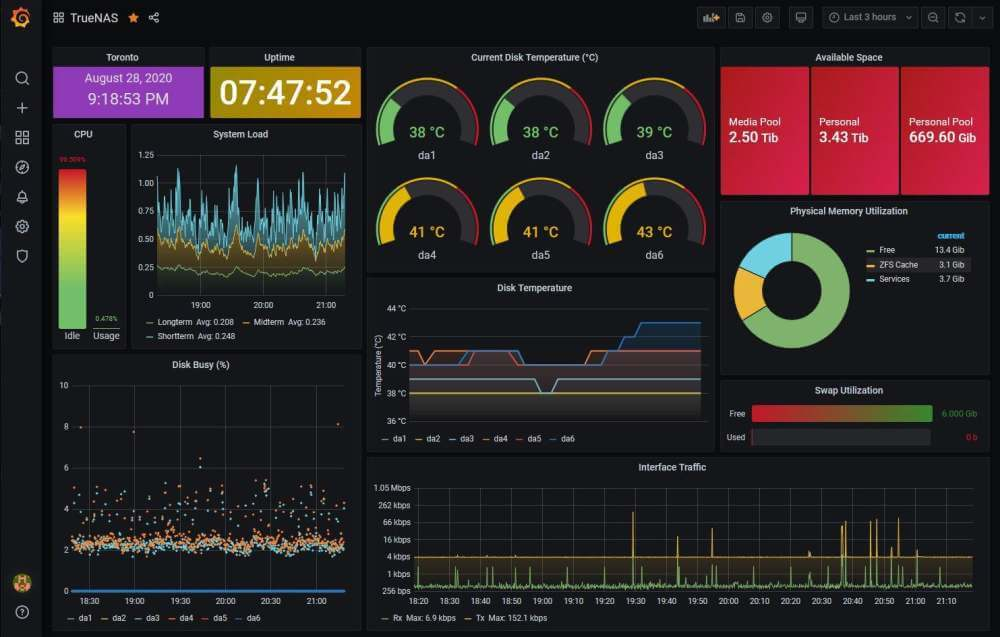 TrueNAS
Last 3 hours
Toronto
August 28, 2020
9:18:53 PM
Uptime
07:47:52
CPU
99.509%
0.478%
Idle Usage
System Load
1.25
1.00
0.75
0.50
0.25
0
19:00 20:00 21:00
Longterm Avg: 0.208 Midterm Avg: 0.236
Shortterm Avg: 0.248
Current Disk Temperature (°C)
38 °C 38 °C 39 °C
da1 da2 da3
41 °C 41 °C 43 °C
da4 da5 da6
Available Space
Media Pool
2.50 Tib
Personal
3.43 Tib
Personal Pool
669.60 Gib
Physical Memory Utilization
current
Free 13.4 Gib
ZFS Cache 3.1 Gib
Services 3.7 Gib
Disk Temperature
Temperature (°C)
44 °C
42 °C
40 °C
38 °C
36 °C
18:30 19:00 19:30 20:00 20:30 21:00
da1 da2 da3 da4 da5 da6
Swap Utilization
Free 6.000 Gib
Used 0 b
Disk Busy (%)
10
8
6
4
2
0
18:30 19:00 19:30 20:00 20:30 21:00
da1 da2 da3 da4 da5 da6
Interface Traffic
1.05 Mbps
262 kbps
66 kbps
16 kbps
4 kbps
1 kbps
256 bps
18:20 18:30 18:40 18:50 19:00 19:10 19:20 19:30 19:40 19:50 20:00 20:10 20:20 20:30 20:40 20:50 21:00 21:10
Rx Max: 6.9 kbps Tx Max: 152.1 kbps